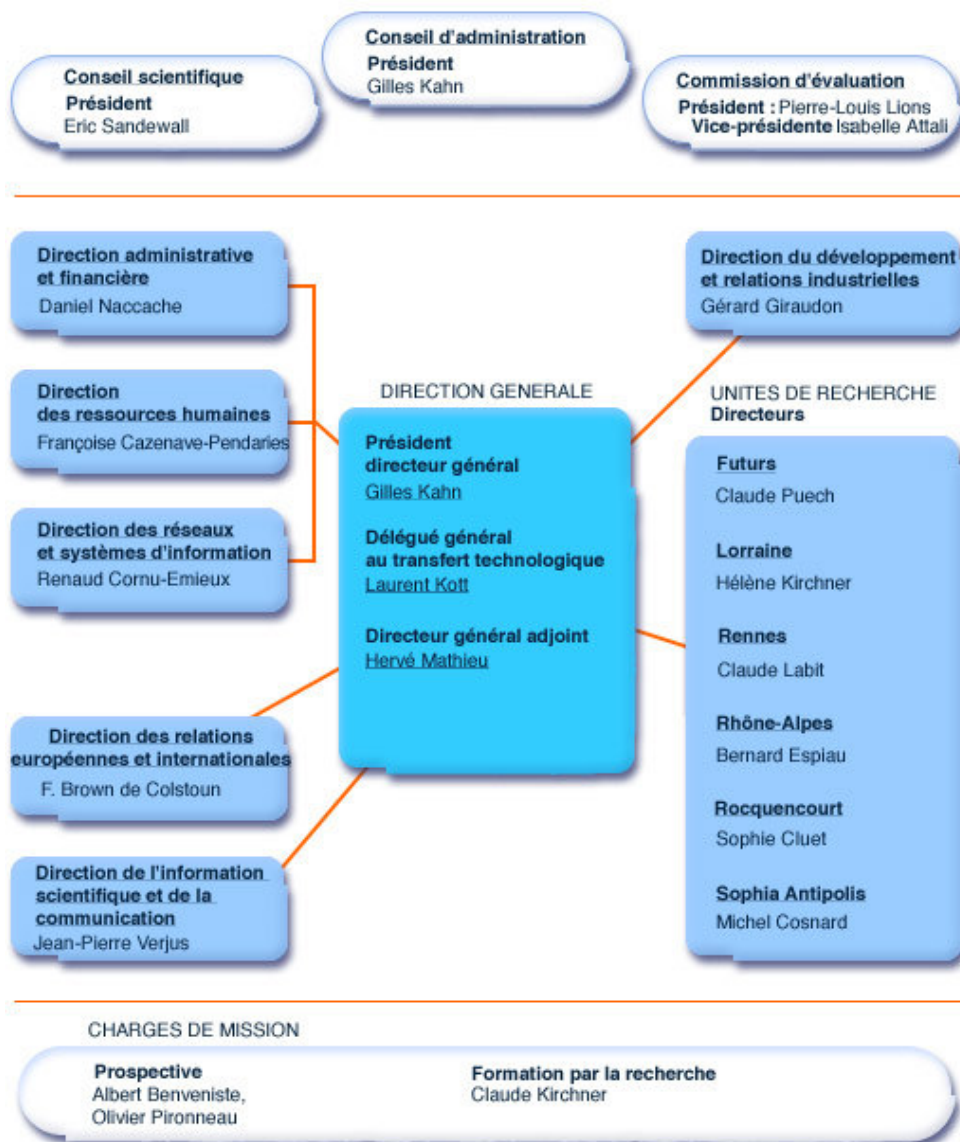 Conseil d'administration
Président
Gilles Kahn
Conseil scientifique
Président
Eric Sandewall
Commission d'évaluation
Président : Pierre-Louis Lions
Vice-présidente Isabelle Attali
Direction administrative
et financière
Daniel Naccache
Direction
des ressources humaines
Françoise Cazenave-Pendaries
Direction des réseaux
et systèmes d'information
Renaud Cornu-Emieux
Direction des relations
européennes et internationales
F. Brown de Colstoun
Direction de l'information
scientifique et de la
communication
Jean-Pierre Verjus
DIRECTION GENERALE
Président
directeur général
Gilles Kahn
Délégué général
au transfert technologique
Laurent Kott
Directeur général adjoint
Hervé Mathieu
Direction du développement
et relations industrielles
Gérard Giraudon
UNITES DE RECHERCHE
Directeurs
Futurs
Claude Puech
Lorraine
Hélène Kirchner
Rennes
Claude Labit
Rhône-Alpes
Bernard Espiau
Rocquencourt
Sophie Cluet
Sophia Antipolis
Michel Cosnard
CHARGES DE MISSION
Prospective
Albert Benveniste,
Olivier Pironneau
Formation par la recherche
Claude Kirchner